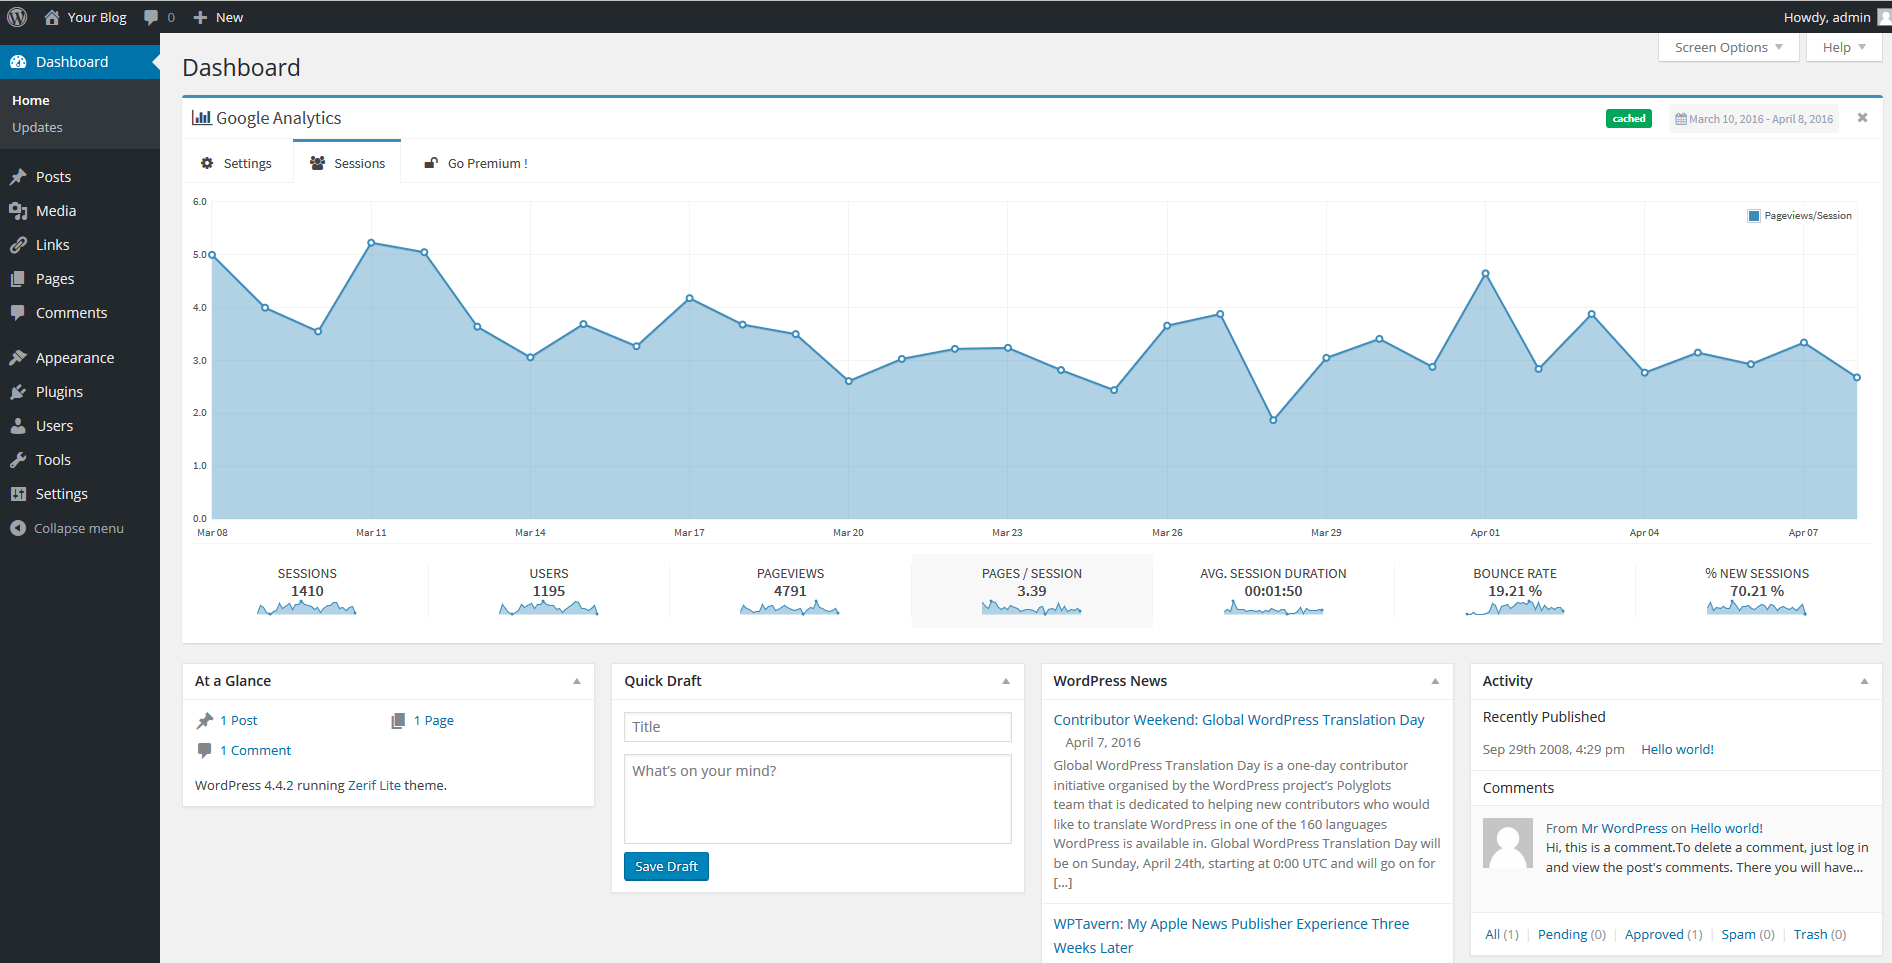 Your Blog 0 New Howdy, admin
Dashboard
Home
Updates
Posts
Media
Links
Pages
Comments
Appearance
Plugins
Users
Tools
Settings
Collapse menu
Screen Options Help
Dashboard
Google Analytics cached March 10, 2016 - April 8, 2016
Settings Sessions Go Premium !
Pageviews/Session
6.0
5.0
4.0
3.0
2.0
1.0
0.0
Mar 08 Mar 11 Mar 14 Mar 17 Mar 20 Mar 23 Mar 26 Mar 29 Apr 01 Apr 04 Apr 07
SESSIONS USERS PAGEVIEWS PAGES / SESSION AVG. SESSION DURATION BOUNCE RATE % NEW SESSIONS
1410 1195 4791 3.39 00:01:50 19.21 % 70.21 %
At a Glance
1 Post 1 Page
1 Comment
WordPress 4.4.2 running Zerif Lite theme.
Quick Draft
Title
What's on your mind?
Save Draft
WordPress News
Contributor Weekend: Global WordPress Translation Day
April 7, 2016
Global WordPress Translation Day is a one-day contributor
initiative organised by the WordPress project's Polyglots
team that is dedicated to helping new contributors who would
like to translate WordPress in one of the 160 languages
WordPress is available in. Global WordPress Translation Day will
be on Sunday, April 24th, starting at 0:00 UTC and will go on for
[...]
WPTavern: My Apple News Publisher Experience Three
Weeks Later
Activity
Recently Published
Sep 29th 2008, 4:29 pm Hello world!
Comments
From Mr WordPress on Hello world!
Hi, this is a comment.To delete a comment, just log in
and view the post's comments. There you will have...
All (1) | Pending (0) | Approved (1) | Spam (0) | Trash (0)